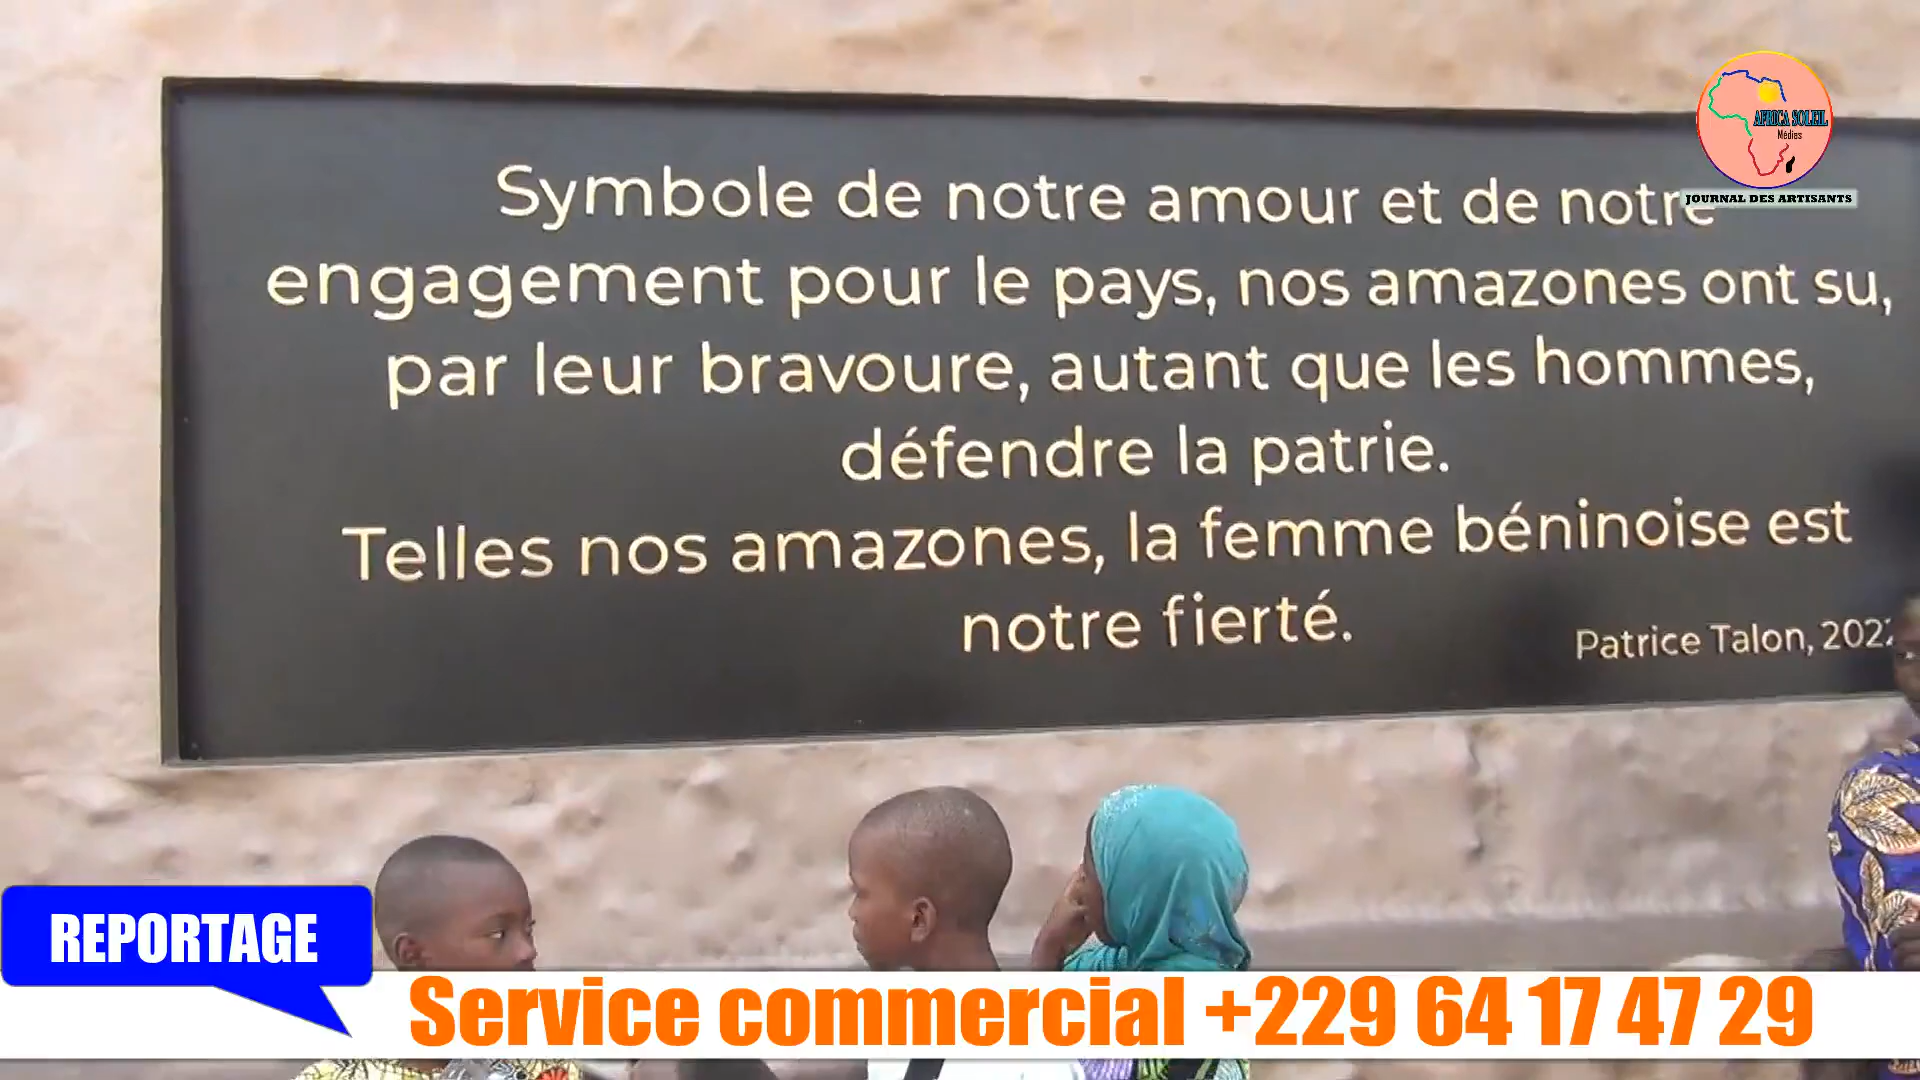 AFRICA SOLEIL
Médias
JOURNAL DES ARTISANTS
Symbole de notre amour et de notre
engagement pour le pays, nos amazones ont su,
par leur bravoure, autant que les hommes,
défendre la patrie.
Telles nos amazones, la femme béninoise est
notre fierté.
Patrice Talon, 2022
REPORTAGE
Service commercial +229 64 17 47 29